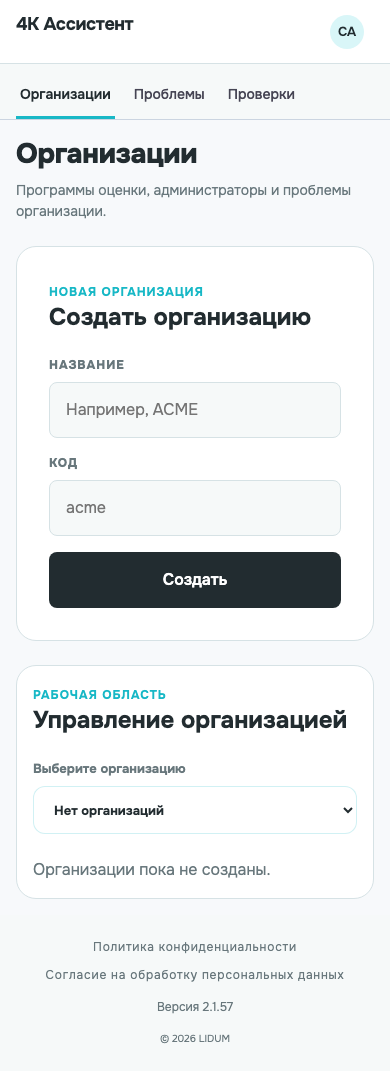 4K Ассистент
CA
Организации
Проблемы
Проверки
Организации
Программы оценки, администраторы и проблемы
организации.
НОВАЯ ОРГАНИЗАЦИЯ
Создать организацию
НАЗВАНИЕ
Например, ACME
КОД
acme
Создать
РАБОЧАЯ ОБЛАСТЬ
Управление организацией
Выберите организацию
Нет организаций
Организации пока не созданы.
Политика конфиденциальности
Согласие на обработку персональных данных
Версия 2.1.57
© 2026 LIDUM